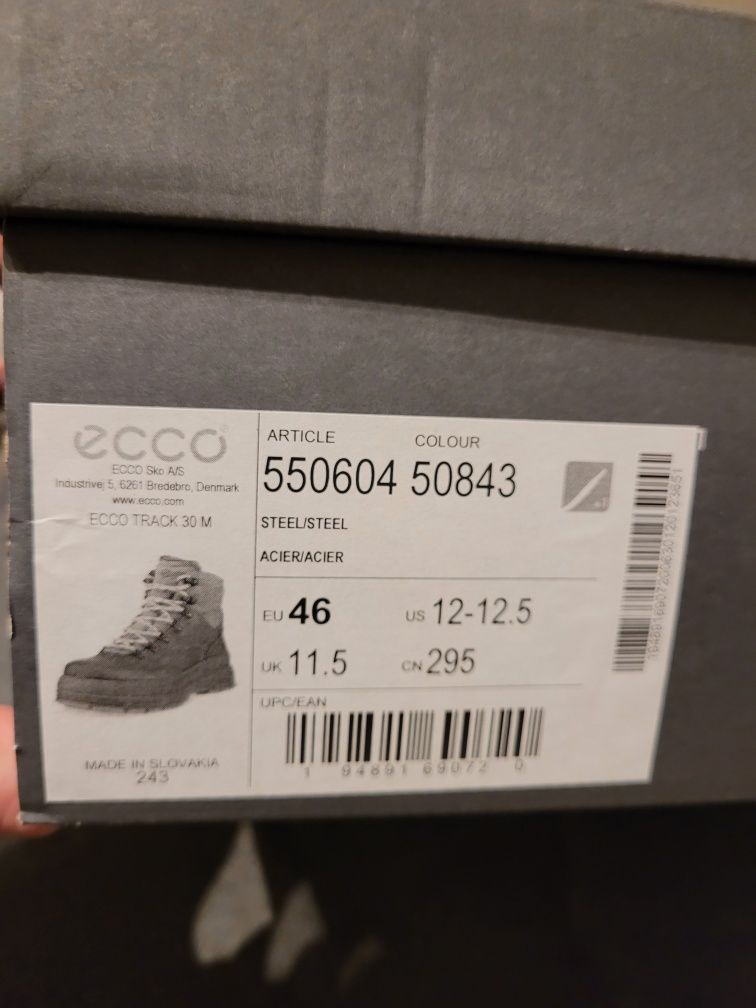 ecco
ECCO Sko A/S
Industrivej 5, 6261 Bredebro, Denmark
www.ecco.com
ECCO TRACK 30 M
MADE IN SLOVAKIA
243
ARTICLE COLOUR
550604 50843
STEEL/STEEL
ACIER/ACIER
EU 46 US 12-12.5
UK 11.5 CN 295
UPC/EAN
1 94891 69072 0